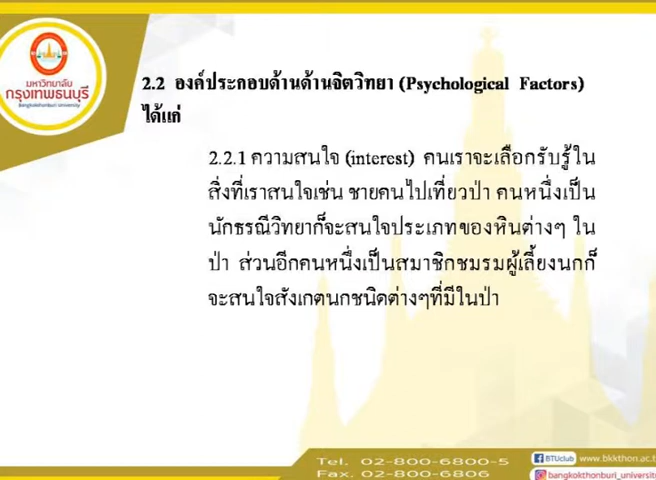 มหาวิทยาลัย
กรุงเทพธนบุรี
Bangkokthonburi University
2.2 องค์ประกอบด้านด้านจิตวิทยา (Psychological Factors)
ได้แก่
2.2.1 ความสนใจ (interest) คนเราจะเลือกรับรู้ใน
สิ่งที่เราสนใจเช่น ชายคนไปเที่ยวป่า คนหนึ่งเป็น
นักธรณีวิทยาก็จะสนใจประเภทของหินต่างๆ ใน
ป่า ส่วนอีกคนหนึ่งเป็นสมาชิกชมรมผู้เลี้ยงนกก็
จะสนใจสังเกตนกชนิดต่างๆที่มีในป่า
Tel. 02-800-6800-5
Fax. 02-800-6806
BTUclub www.bkkthon.ac.t
bangkokthonburi_university